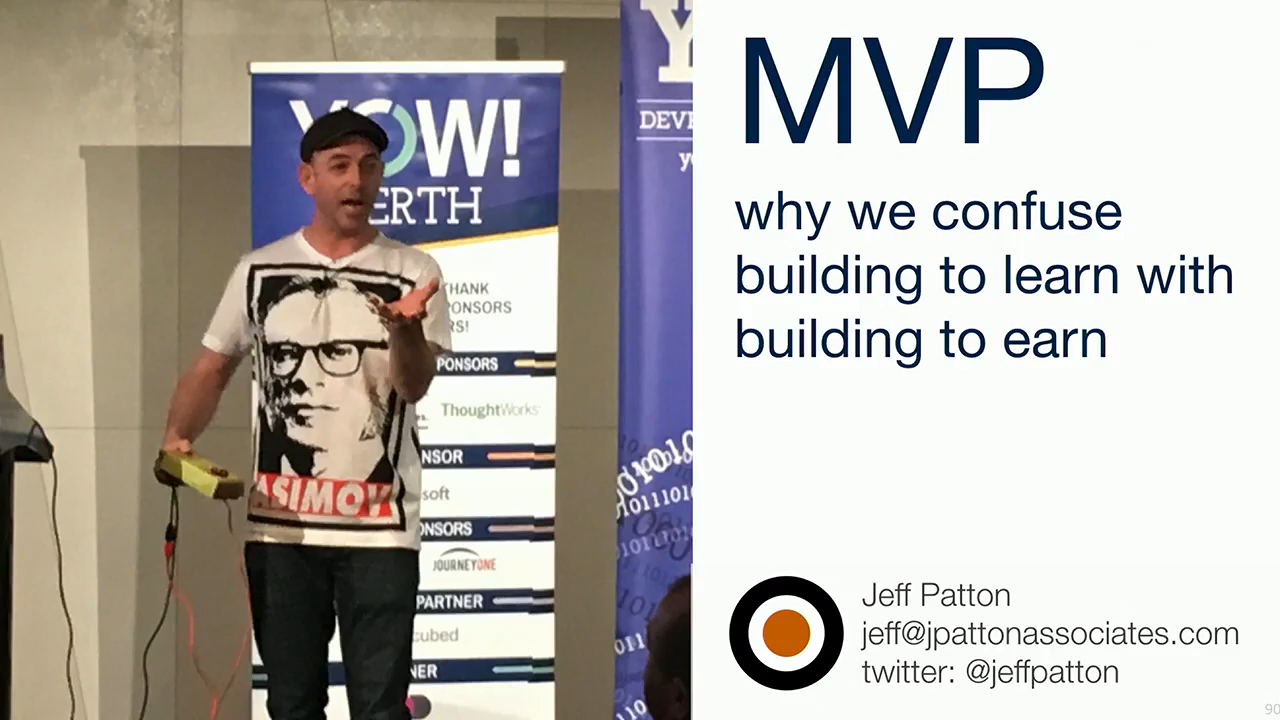 YOW!
ERTH
THANK
PONSORS
RS!
PONSORS
ThoughtWorks
NSOR
soft
ONSORS
JOURNEYONE
PARTNER
cubed
NER
DEVE
ASIMOV
MVP
why we confuse
building to learn with
building to earn
Jeff Patton
jeff@jpattonassociates.com
twitter: @jeffpatton
90